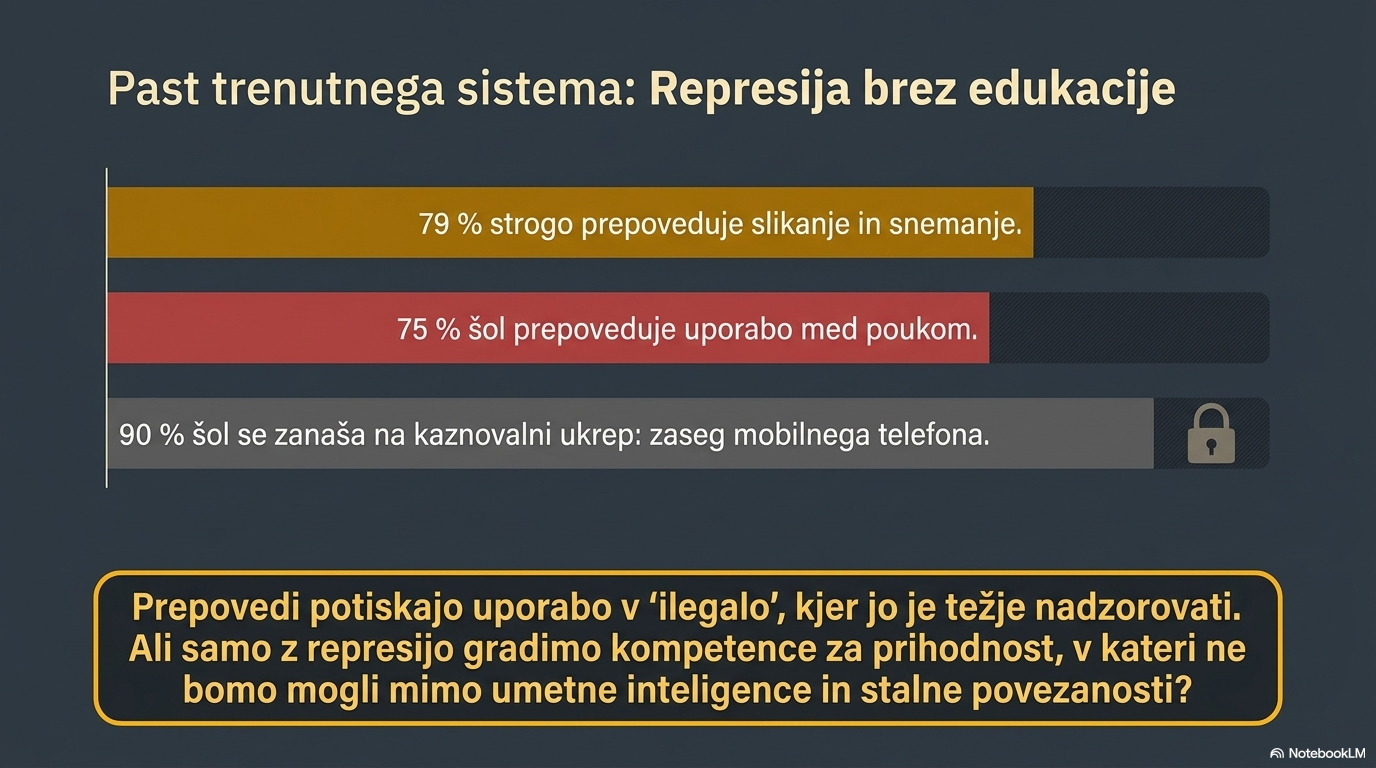 Past trenutnega sistema: Represija brez edukacije
79 % strogo prepoveduje slikanje in snemanje.
75 % šol prepoveduje uporabo med poukom.
90 % šol se zanaša na kaznovalni ukrep: zaseg mobilnega telefona.
Prepovedi potiskajo uporabo v ‘ilegalo’, kjer jo je težje nadzorovati.
Ali samo z represijo gradimo kompetence za prihodnost, v kateri ne
bomo mogli mimo umetne inteligence in stalne povezanosti?
NotebookLM